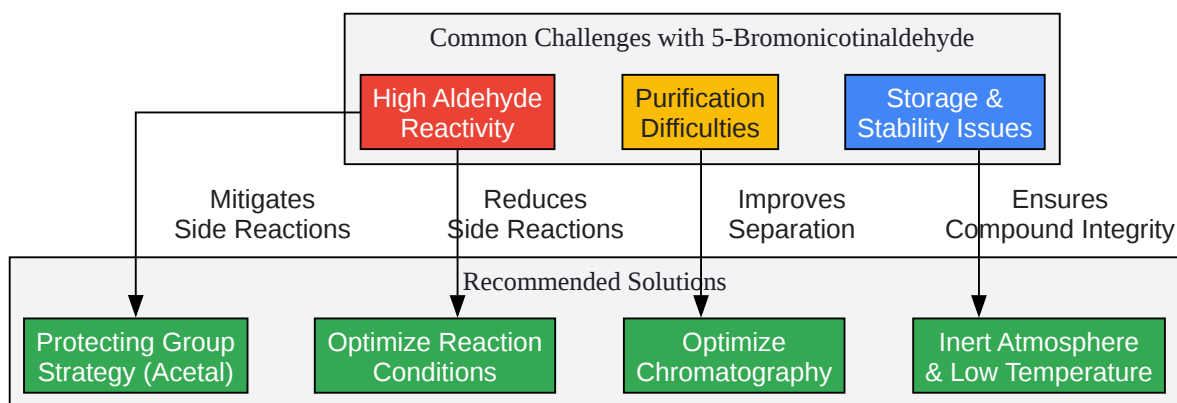 Common Challenges with 5-Bromonicotinaldehyde
High Aldehyde
Reactivity
Purification
Difficulties
Storage &
Stability Issues
Mitigates
Side Reactions
Reduces
Side Reactions
Improves
Separation
Ensures
Compound Integrity
Recommended Solutions
Protecting Group
Strategy (Acetal)
Optimize Reaction
Conditions
Optimize
Chromatography
Inert Atmosphere
& Low Temperature